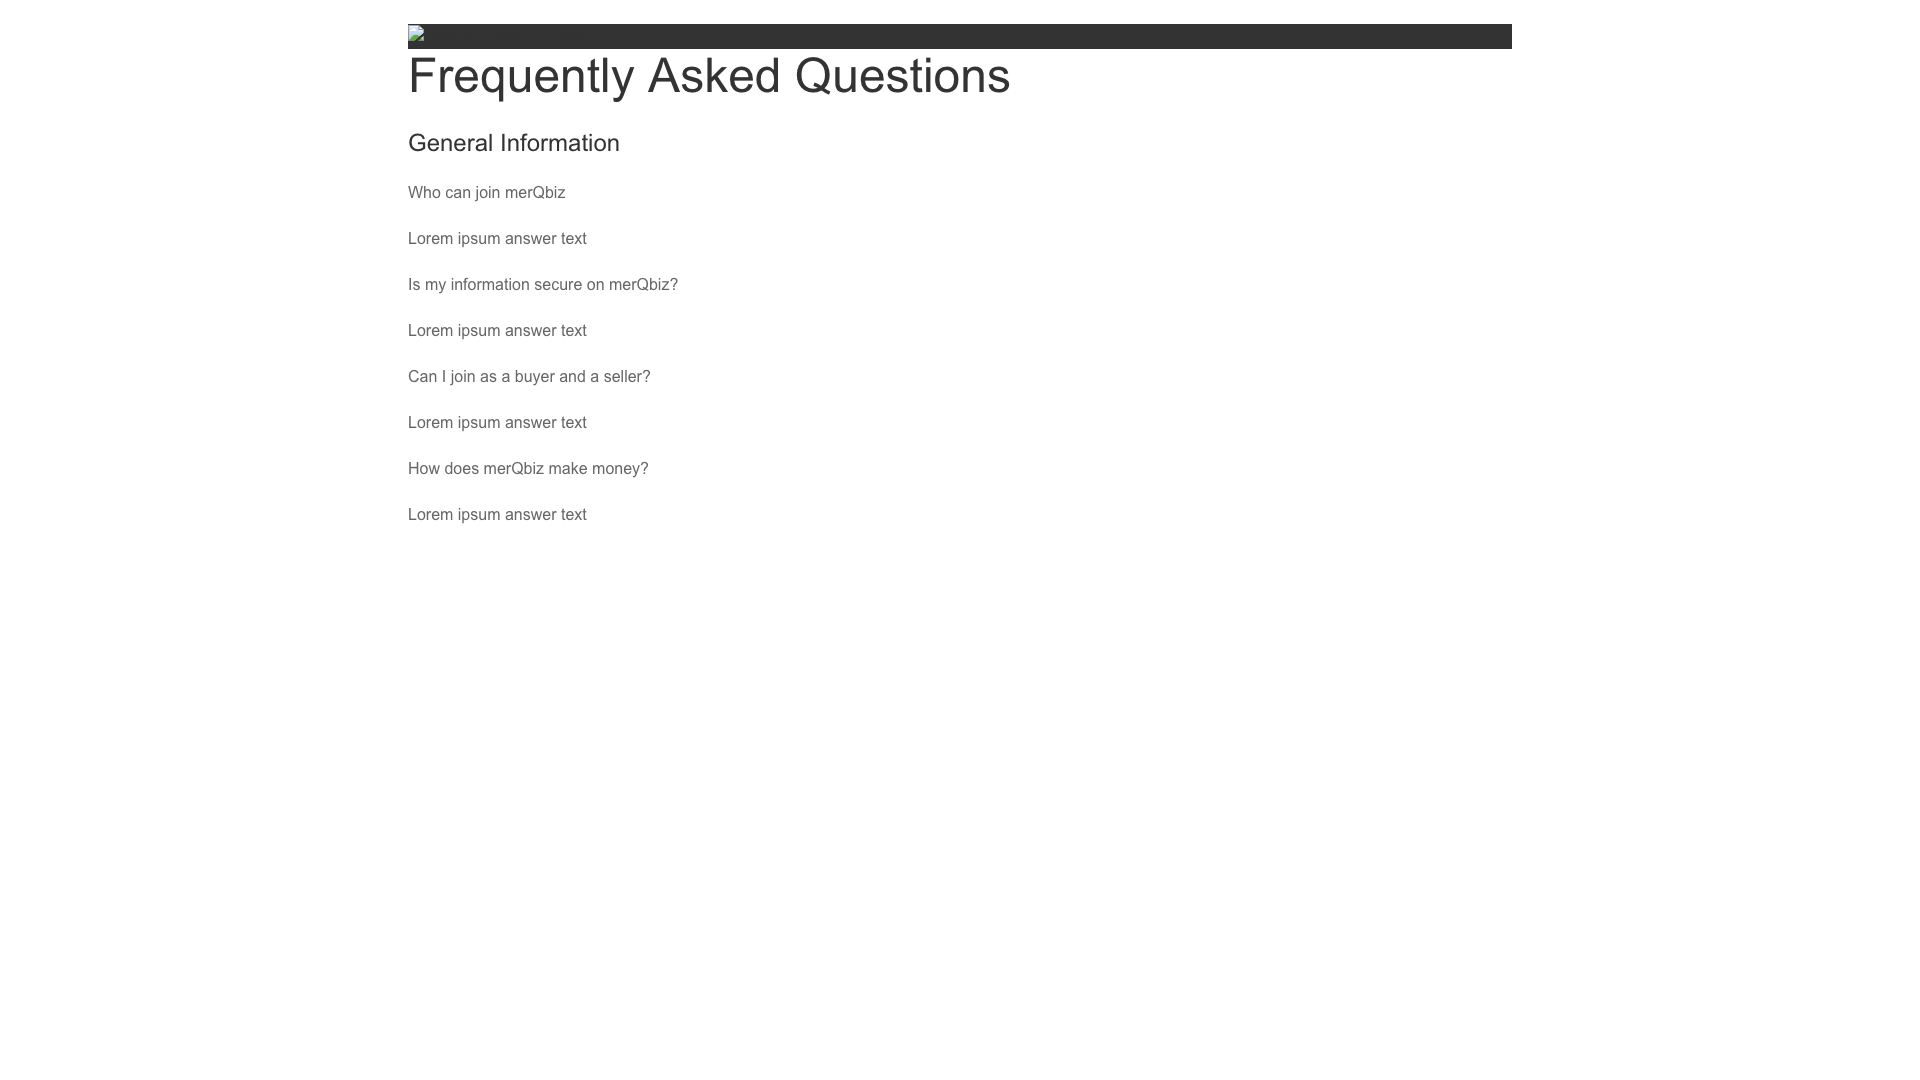 Frequently Asked Questions
General Information
Who can join merQbiz
Lorem ipsum answer text
Is my information secure on merQbiz?
Lorem ipsum answer text
Can I join as a buyer and a seller?
Lorem ipsum answer text
How does merQbiz make money?
Lorem ipsum answer text